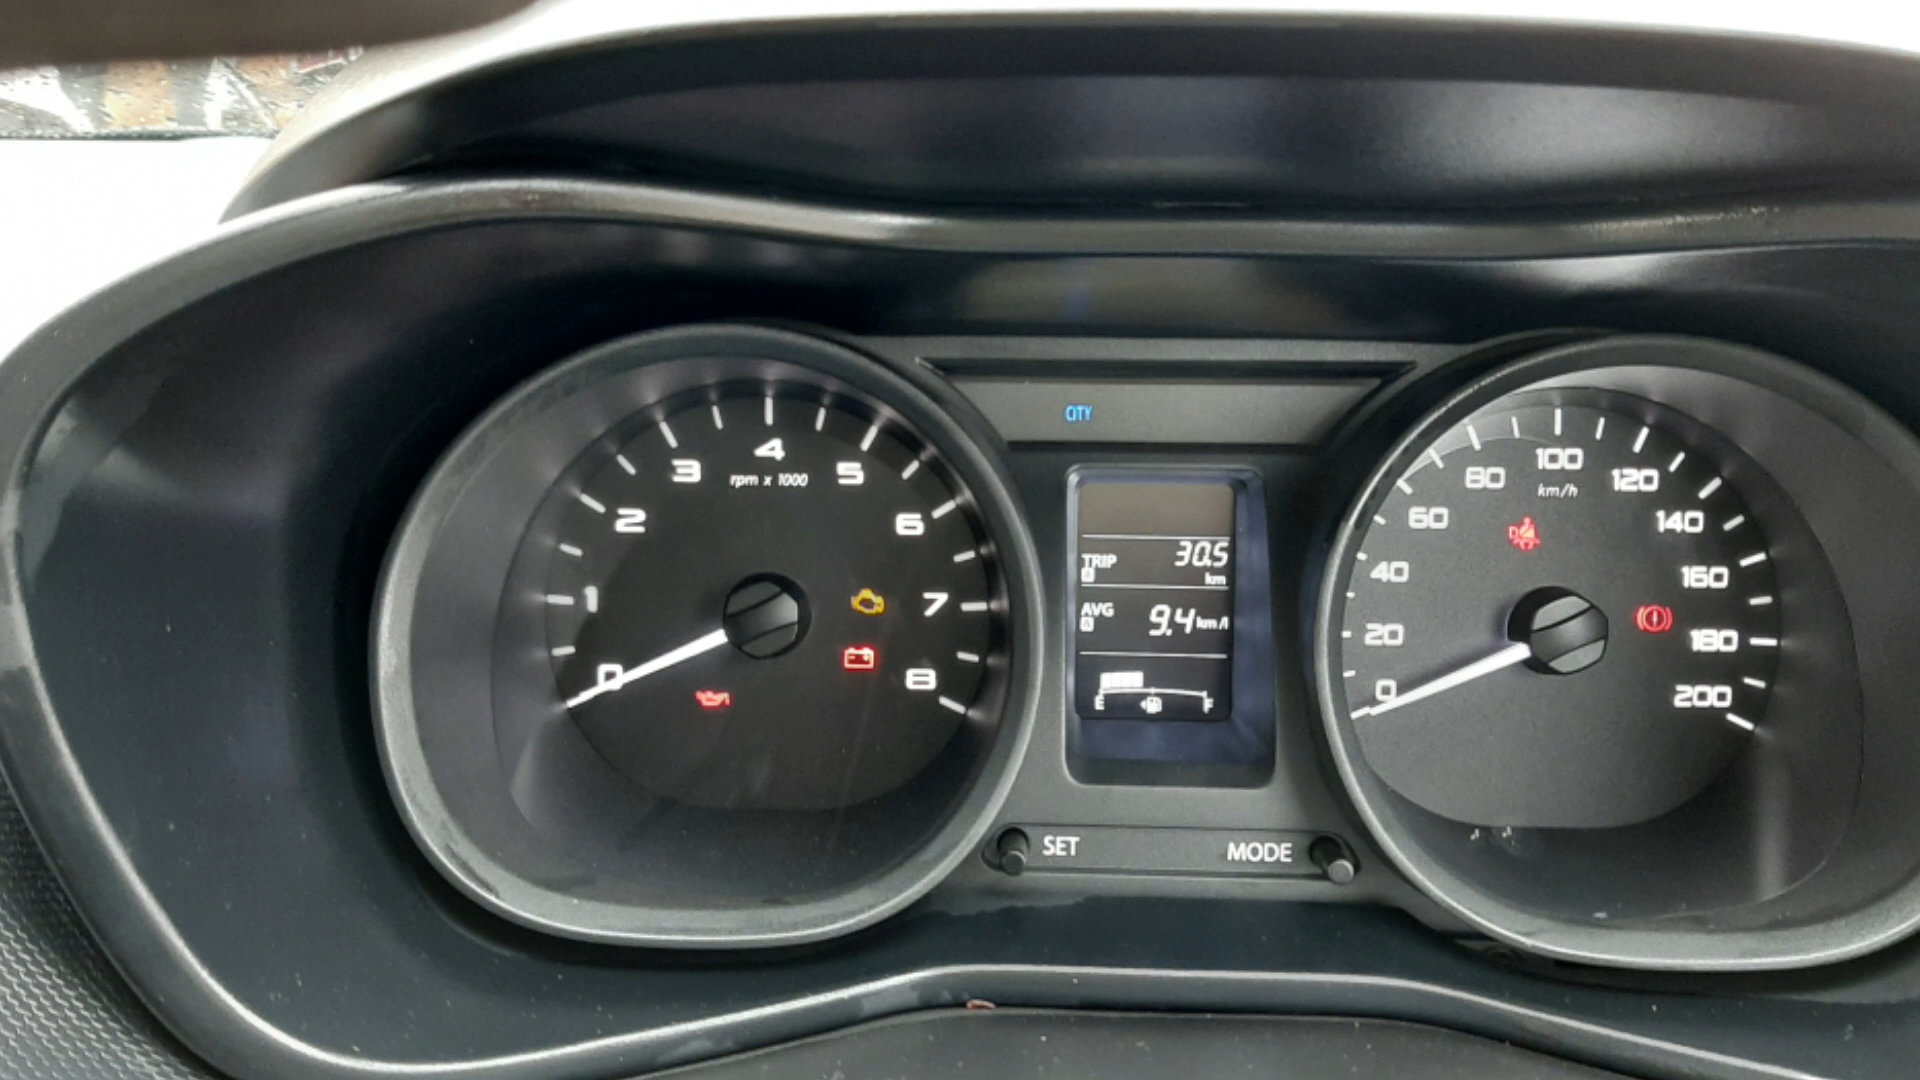 CITY
0 1 2 3 4 5 6 7 8
rpm x 1000
TRIP A 30.5 km
AVG A 9.4 km/l
E F
0 20 40 60 80 100 120 140 160 180 200
km/h
D
SET MODE